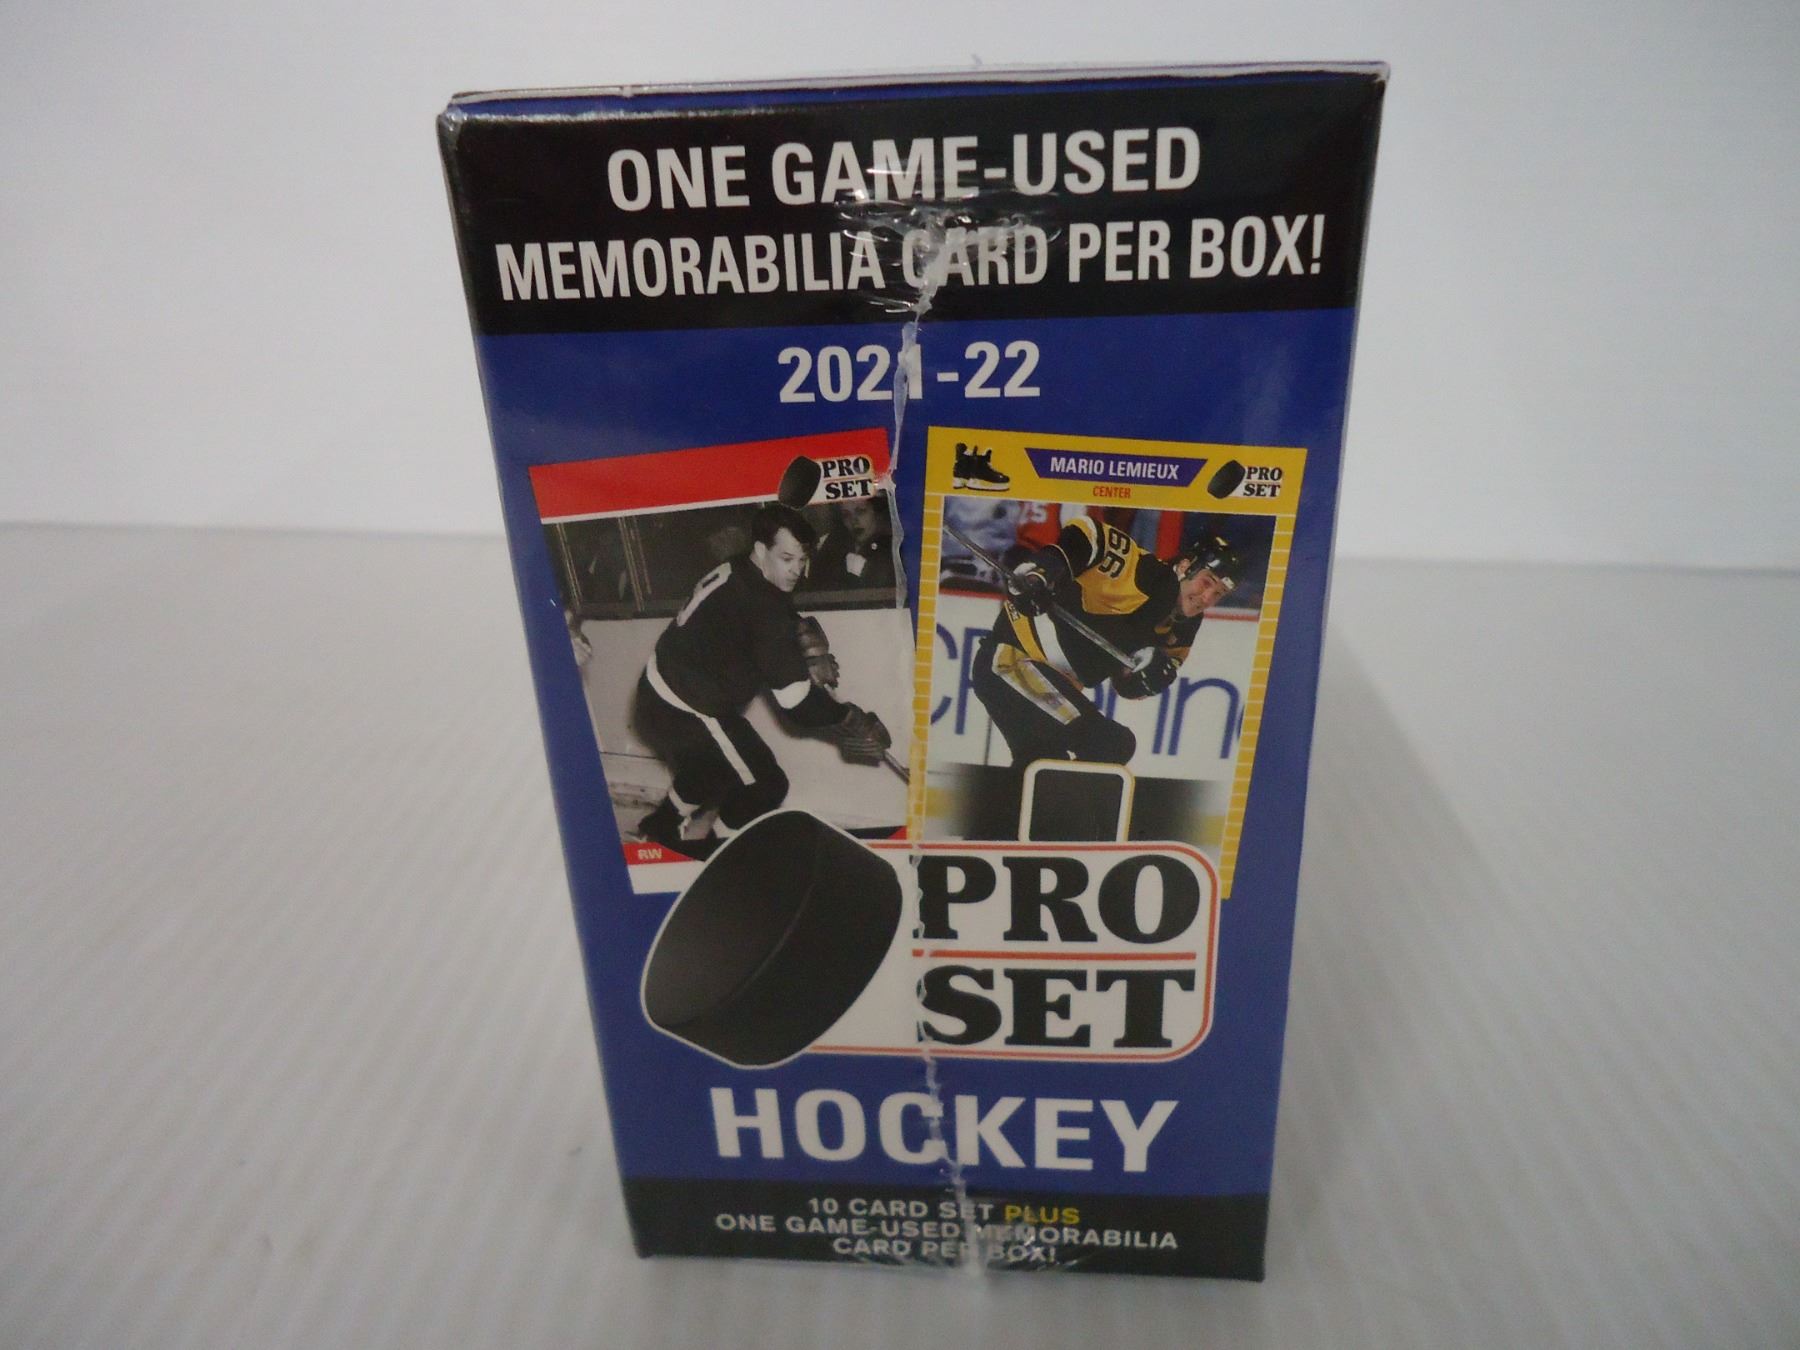 ONE GAME-USED
MEMORABILIA CARD PER BOX!
2021-22
PRO
SET
RW
MARIO LEMIEUX
CENTER
PRO
SET
66
PRO
SET
HOCKEY
10 CARD SET PLUS
ONE GAME-USED MEMORABILIA
CARD PER BOX!